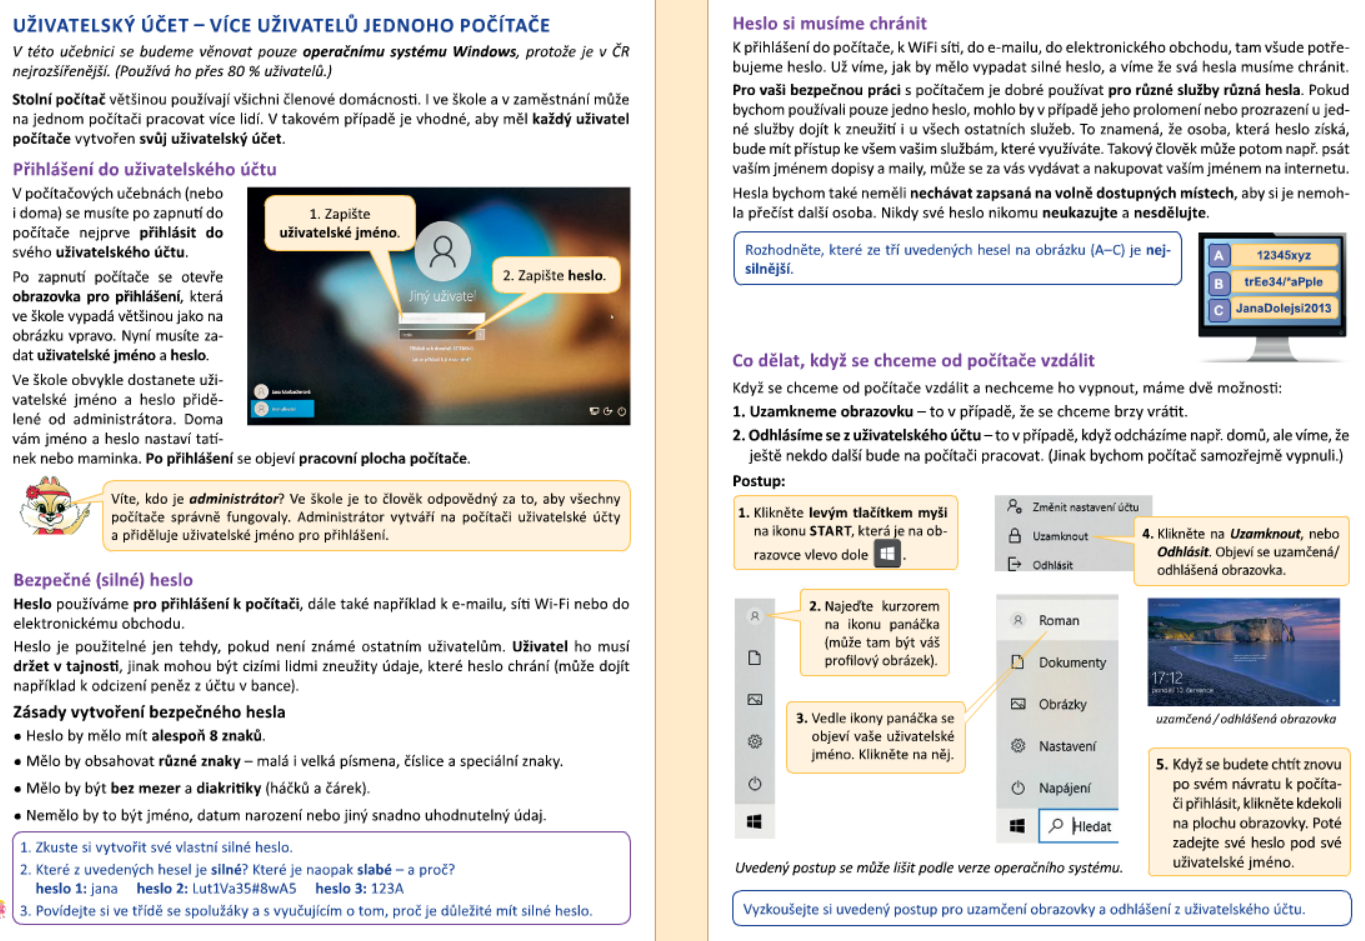 UŽIVATELSKÝ ÚČET – VÍCE UŽIVATELŮ JEDNOHO POČÍTAČE
V této učebnici se budeme věnovat pouze operačnímu systému Windows, protože je v ČR
nejrozšířenější. (Používá ho přes 80 % uživatelů.)
Stolní počítač většinou používají všichni členové domácnosti. I ve škole a v zaměstnání může
na jednom počítači pracovat více lidí. V takovém případě je vhodné, aby měl každý uživatel
počítače vytvořen svůj uživatelský účet.
Přihlášení do uživatelského účtu
V počítačových učebnách (nebo
i doma) se musíte po zapnutí do
počítače nejprve přihlásit do
svého uživatelského účtu.
Po zapnutí počítače se otevře
obrazovka pro přihlášení, která
ve škole vypadá většinou jako na
obrázku vpravo. Nyní musíte za-
dat uživatelské jméno a heslo.
Ve škole obvykle dostanete uži-
vatelské jméno a heslo přidě-
lené od administrátora. Doma
vám jméno a heslo nastaví tatí-
nek nebo maminka. Po přihlášení se objeví pracovní plocha počítače.
1. Zapište
uživatelské jméno.
2. Zapište heslo.
Jiný uživatel
Víte, kdo je administrátor? Ve škole je to člověk odpovědný za to, aby všechny
počítače správně fungovaly. Administrátor vytváří na počítači uživatelské účty
a přiděluje uživatelské jméno pro přihlášení.
Bezpečné (silné) heslo
Heslo používáme pro přihlášení k počítači, dále také například k e-mailu, síti Wi-Fi nebo do
elektronickému obchodu.
Heslo je použitelné jen tehdy, pokud není známé ostatním uživatelům. Uživatel ho musí
držet v tajnosti, jinak mohou být cizími lidmi zneužity údaje, které heslo chrání (může dojít
například k odcizení peněz z účtu v bance).
Zásady vytvoření bezpečného hesla
• Heslo by mělo mít alespoň 8 znaků.
• Mělo by obsahovat různé znaky – malá i velká písmena, číslice a speciální znaky.
• Mělo by být bez mezer a diakritiky (háčků a čárek).
• Nemělo by to být jméno, datum narození nebo jiný snadno uhodnutelný údaj.
1. Zkuste si vytvořit své vlastní silné heslo.
2. Které z uvedených hesel je silné? Které je naopak slabé – a proč?
heslo 1: jana heslo 2: Lut1Va35#8wA5 heslo 3: 123A
3. Povídejte si ve třídě se spolužáky a s vyučujícím o tom, proč je důležité mít silné heslo.
Heslo si musíme chránit
K přihlášení do počítače, k WiFi síti, do e-mailu, do elektronického obchodu, tam všude potře-
bujeme heslo. Už víme, jak by mělo vypadat silné heslo, a víme že svá hesla musíme chránit.
Pro vaši bezpečnou práci s počítačem je dobré používat pro různé služby různá hesla. Pokud
bychom používali pouze jedno heslo, mohlo by v případě jeho prolomení nebo prozrazení u jed-
né služby dojít k zneužití i u všech ostatních služeb. To znamená, že osoba, která heslo získá,
bude mít přístup ke všem vašim službám, které využíváte. Takový člověk může potom např. psát
vaším jménem dopisy a maily, může se za vás vydávat a nakupovat vaším jménem na internetu.
Hesla bychom také neměli nechávat zapsaná na volně dostupných místech, aby si je nemoh-
la přečíst další osoba. Nikdy své heslo nikomu neukazujte a nesdělujte.
Rozhodněte, které ze tří uvedených hesel na obrázku (A–C) je nej-
silnější.
A 12345xyz
B trEe34/*aPple
C JanaDolejsi2013
Co dělat, když se chceme od počítače vzdálit
Když se chceme od počítače vzdálit a nechceme ho vypnout, máme dvě možnosti:
1. Uzamkneme obrazovku – to v případě, že se chceme brzy vrátit.
2. Odhlásíme se z uživatelského účtu – to v případě, když odcházíme např. domů, ale víme, že
ještě nekdo další bude na počítači pracovat. (Jinak bychom počítač samozřejmě vypnuli.)
Postup:
1. Klikněte levým tlačítkem myši
na ikonu START, která je na ob-
razovce vlevo dole .
Změnit nastavení účtu
Uzamknout
Odhlásit
4. Klikněte na Uzamknout, nebo
Odhlásit. Objeví se uzamčená/
odhlášená obrazovka.
2. Najeďte kurzorem
na ikonu panáčka
(může tam být váš
profilový obrázek).
3. Vedle ikony panáčka se
objeví vaše uživatelské
jméno. Klikněte na něj.
Roman
Dokumenty
Obrázky
Nastavení
Napájení
Hledat
17:12
pondělí 13. července
uzamčená / odhlášená obrazovka
5. Když se budete chtít znovu
po svém návratu k počíta-
či přihlásit, klikněte kdekoli
na plochu obrazovky. Poté
zadejte své heslo pod své
uživatelské jméno.
Uvedený postup se může lišit podle verze operačního systému.
Vyzkoušejte si uvedený postup pro uzamčení obrazovky a odhlášení z uživatelského účtu.